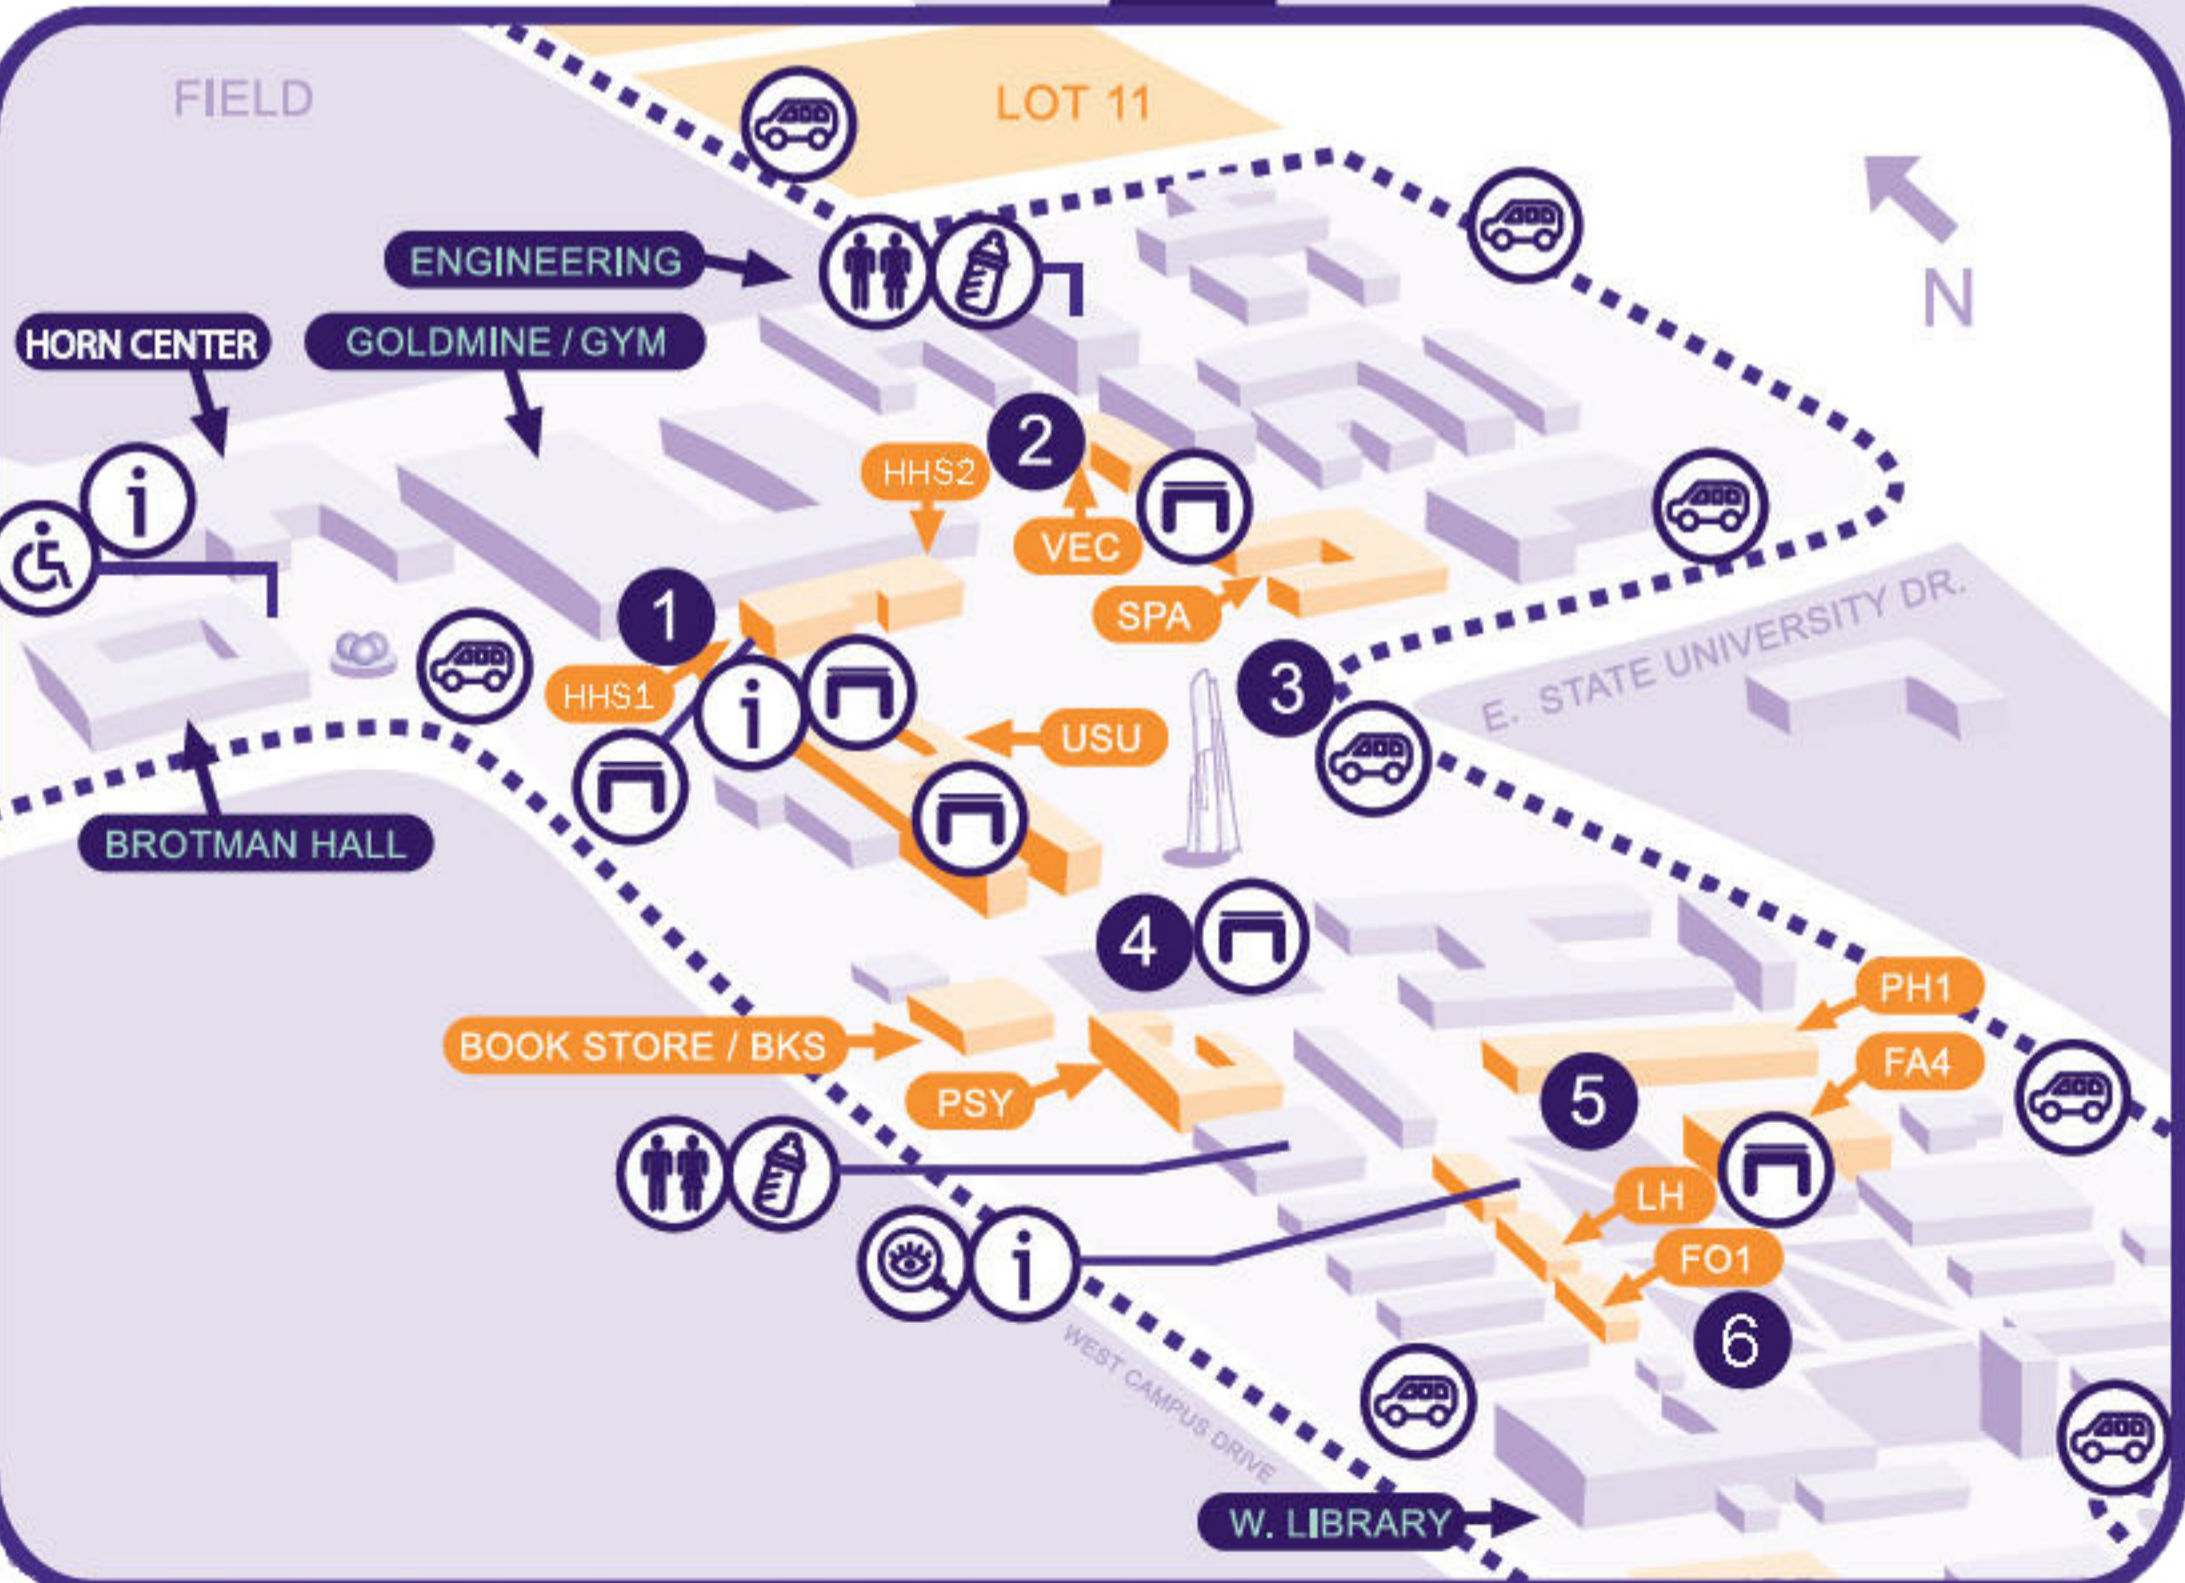 FIELD
LOT 11
ENGINEERING
N
HORN CENTER
GOLDMINE / GYM
2
HHS2
i
VEC
1
SPA
E. STATE UNIVERSITY DR.
3
HHS1
i
USU
BROTMAN HALL
4
PH1
BOOK STORE / BKS
FA4
PSY
5
LH
FO1
i
6
WEST CAMPUS DRIVE
W. LIBRARY